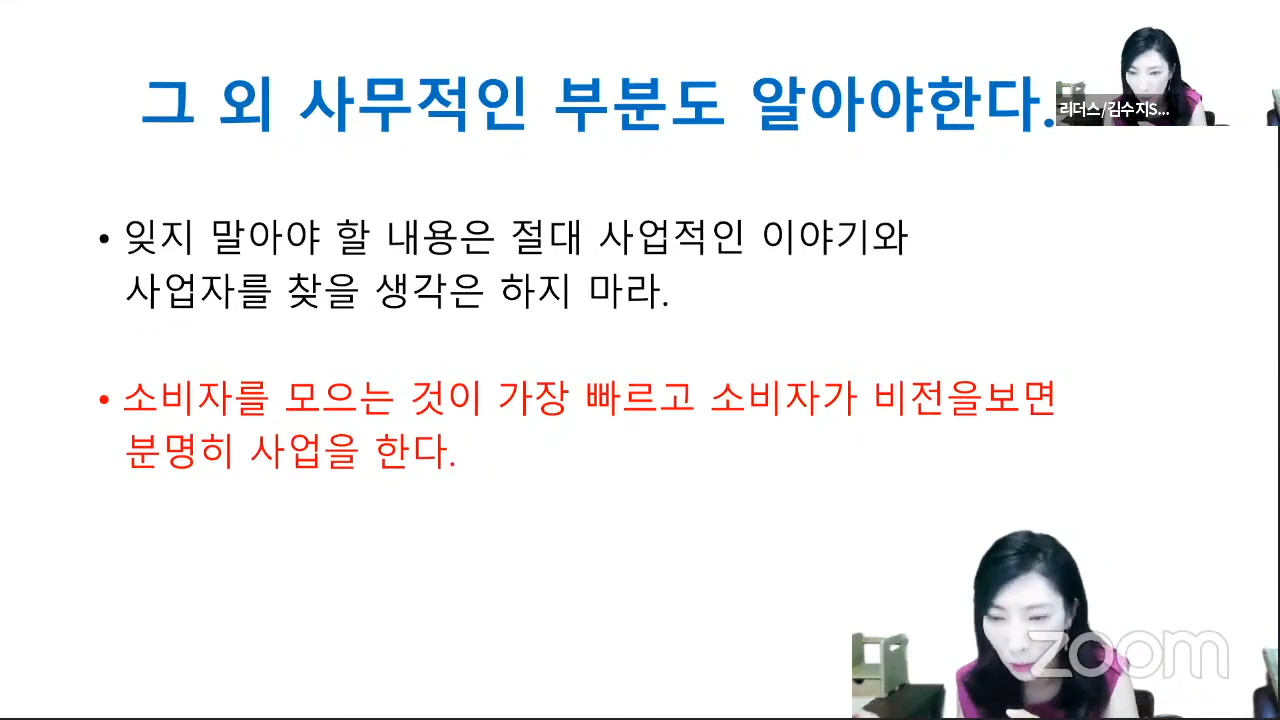 그 외 사무적인 부분도 알아야한다.
리더스/김수지S...
• 잊지 말아야 할 내용은 절대 사업적인 이야기와
사업자를 찾을 생각은 하지 마라.
• 소비자를 모으는 것이 가장 빠르고 소비자가 비전을보면
분명히 사업을 한다.
zoom